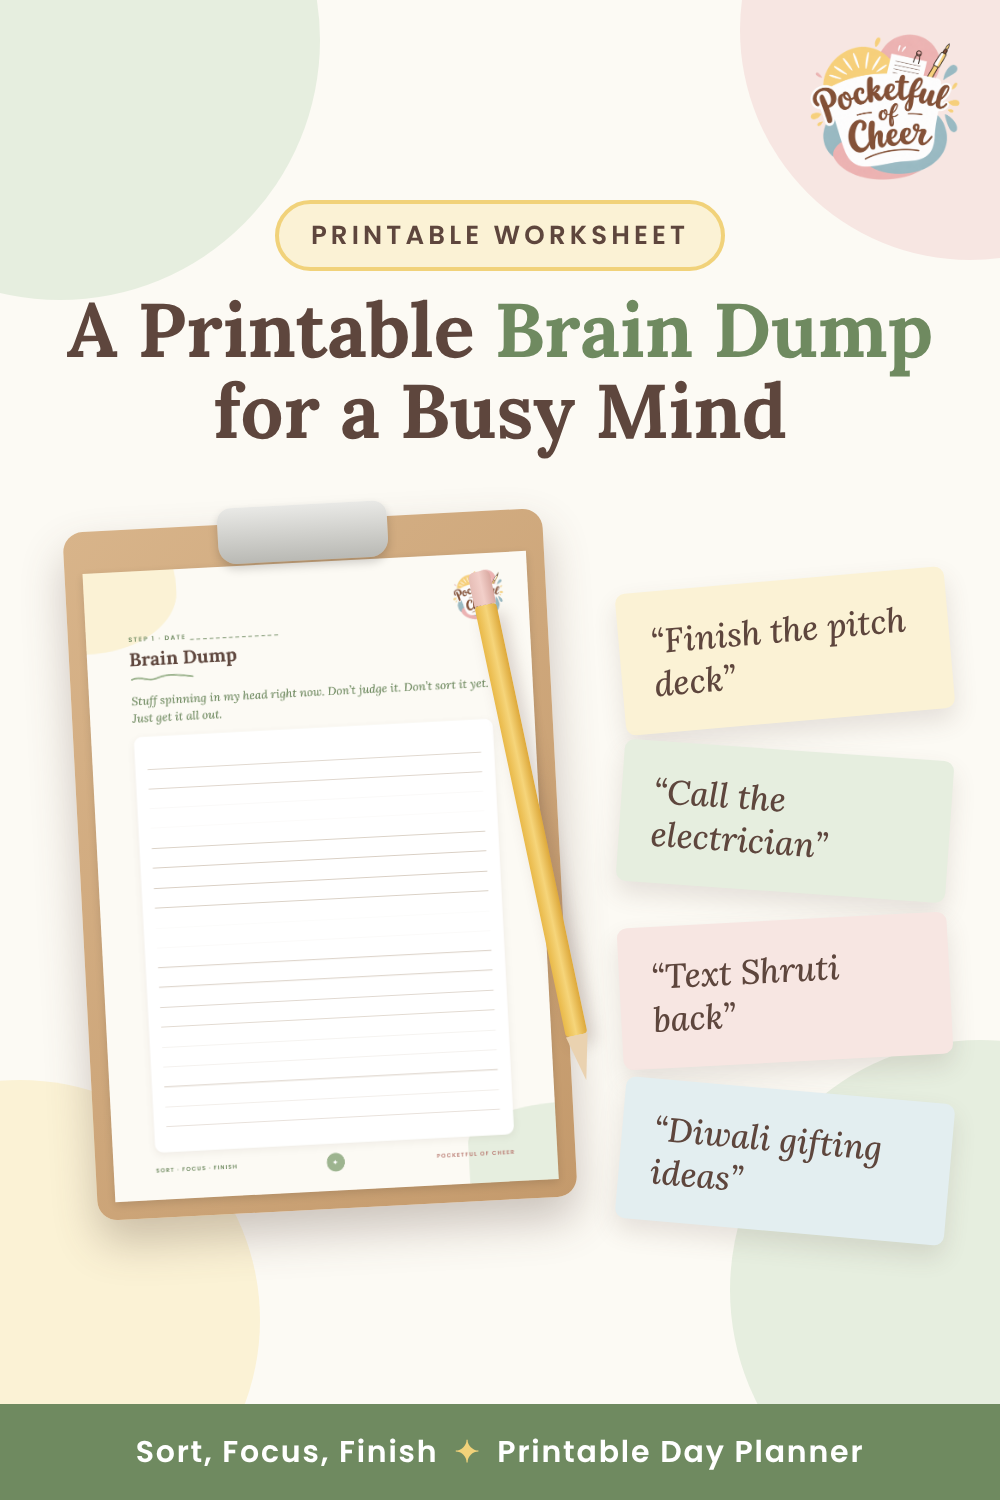 Pocketful
of
Cheer
PRINTABLE WORKSHEET
A Printable Brain Dump
for a Busy Mind
STEP 1 · DATE
Brain Dump
Stuff spinning in my head right now. Don't judge it. Don't sort it yet.
Just get it all out.
SORT · FOCUS · FINISH
POCKETFUL OF CHEER
“Finish the pitch
deck”
“Call the
electrician”
“Text Shruti
back”
“Diwali gifting
ideas”
Sort, Focus, Finish ✦ Printable Day Planner